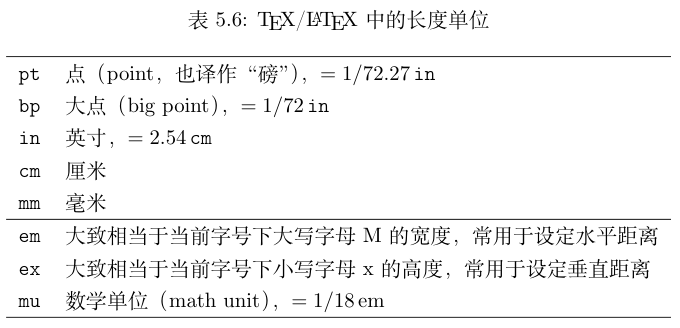 表 5.6: TEX/LATEX 中的长度单位
pt 点（point，也译作“磅”），= 1/72.27 in
bp 大点（big point），= 1/72 in
in 英寸，= 2.54 cm
cm 厘米
mm 毫米
em 大致相当于当前字号下大写字母 M 的宽度，常用于设定水平距离
ex 大致相当于当前字号下小写字母 x 的高度，常用于设定垂直距离
mu 数学单位（math unit），= 1/18 em